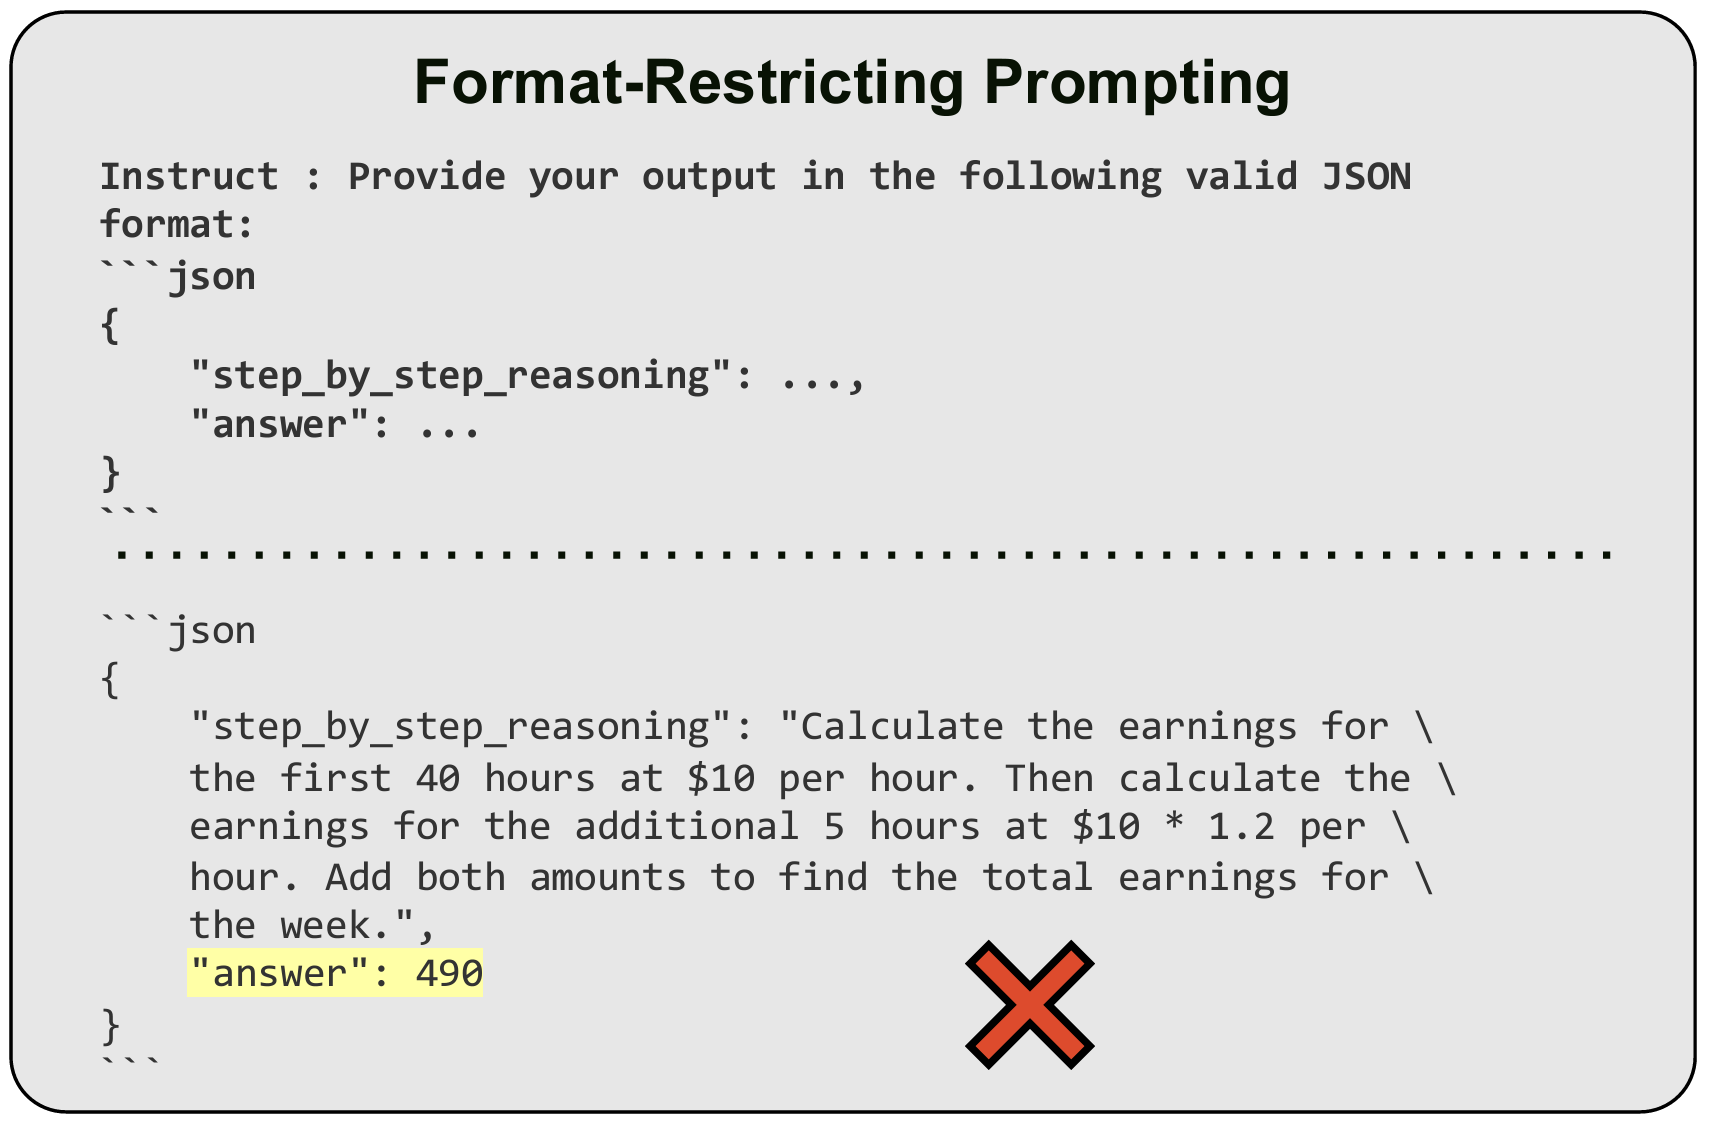 Format-Restricting Prompting
Instruct : Provide your output in the following valid JSON
format:
```json
{
    "step_by_step_reasoning": ...,
    "answer": ...
}
```
```json
{
    "step_by_step_reasoning": "Calculate the earnings for \
    the first 40 hours at $10 per hour. Then calculate the \
    earnings for the additional 5 hours at $10 * 1.2 per \
    hour. Add both amounts to find the total earnings for \
    the week.",
    "answer": 490
}
```